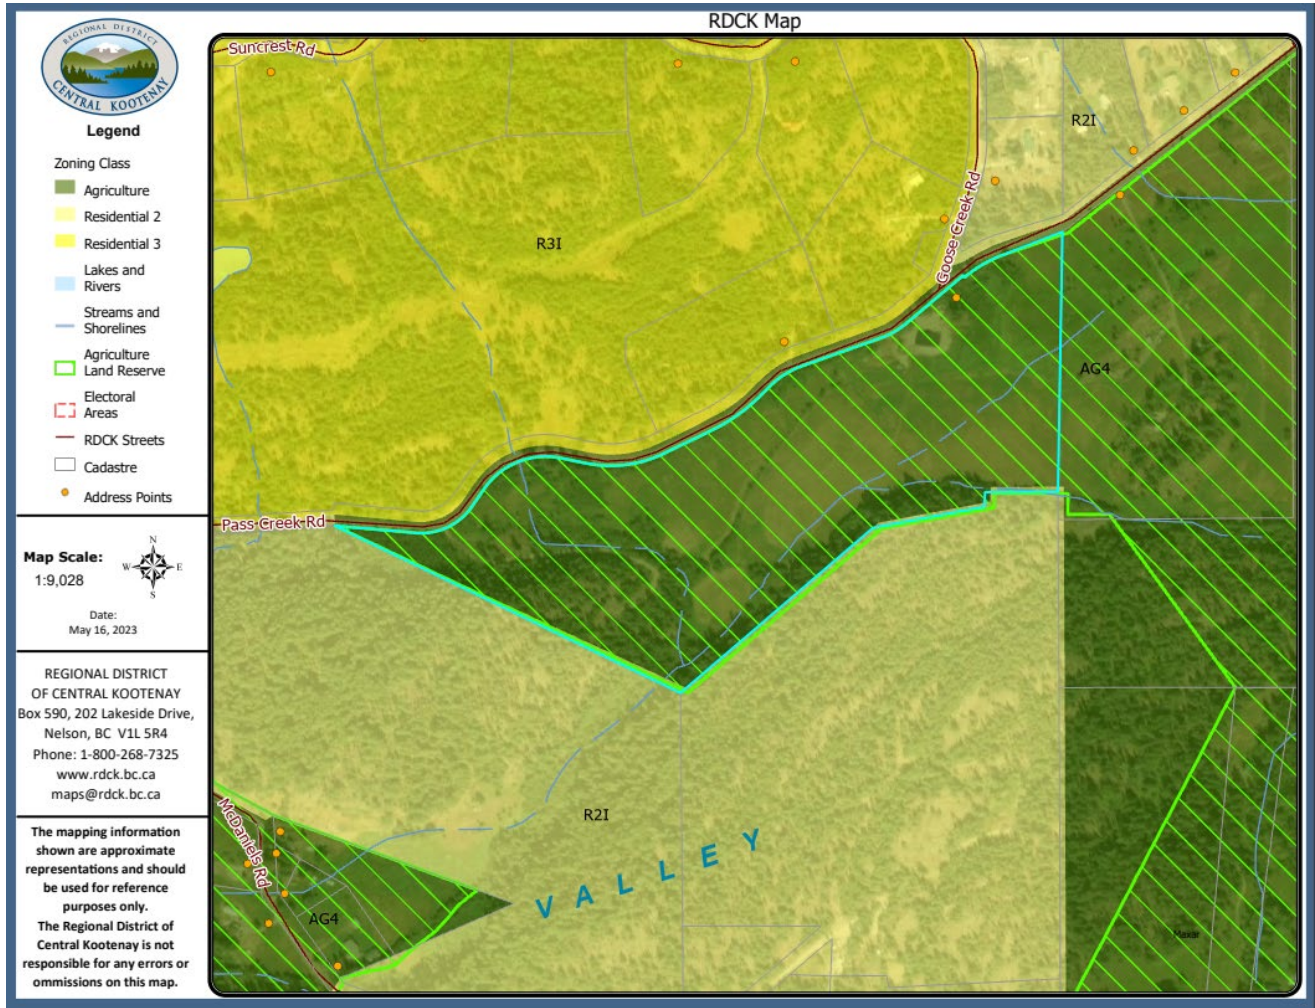 RDCK Map
REGIONAL DISTRICT
CENTRAL KOOTENAY
Legend
Zoning Class
Agriculture
Residential 2
Residential 3
Lakes and
Rivers
Streams and
Shorelines
Agriculture
Land Reserve
Electoral
Areas
RDCK Streets
Cadastre
Address Points
Map Scale:
1:9,028
N
W E
S
Date:
May 16, 2023
REGIONAL DISTRICT
OF CENTRAL KOOTENAY
Box 590, 202 Lakeside Drive,
Nelson, BC V1L 5R4
Phone: 1-800-268-7325
www.rdck.bc.ca
maps@rdck.bc.ca
The mapping information
shown are approximate
representations and should
be used for reference
purposes only.
The Regional District of
Central Kootenay is not
responsible for any errors or
ommissions on this map.
Suncrest Rd
R2I
Goose Creek Rd
R3I
AG4
Pass Creek Rd
McDaniels Rd
R2I
VALLEY
AG4
Maxar